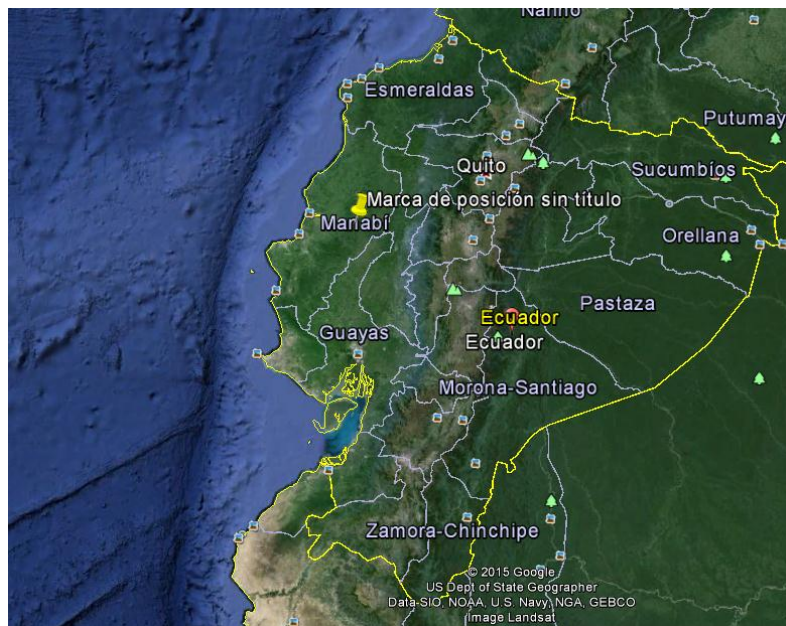 Nariño
Esmeraldas
Putumay
Quito
Sucumbíos
Marca de posición sin título
Manabí
Orellana
Pastaza
Ecuador
Guayas
Ecuador
Morona-Santiago
Zamora-Chinchipe
© 2015 Google
US Dept of State Geographer
Data SIO, NOAA, U.S. Navy, NGA, GEBCO
Image Landsat